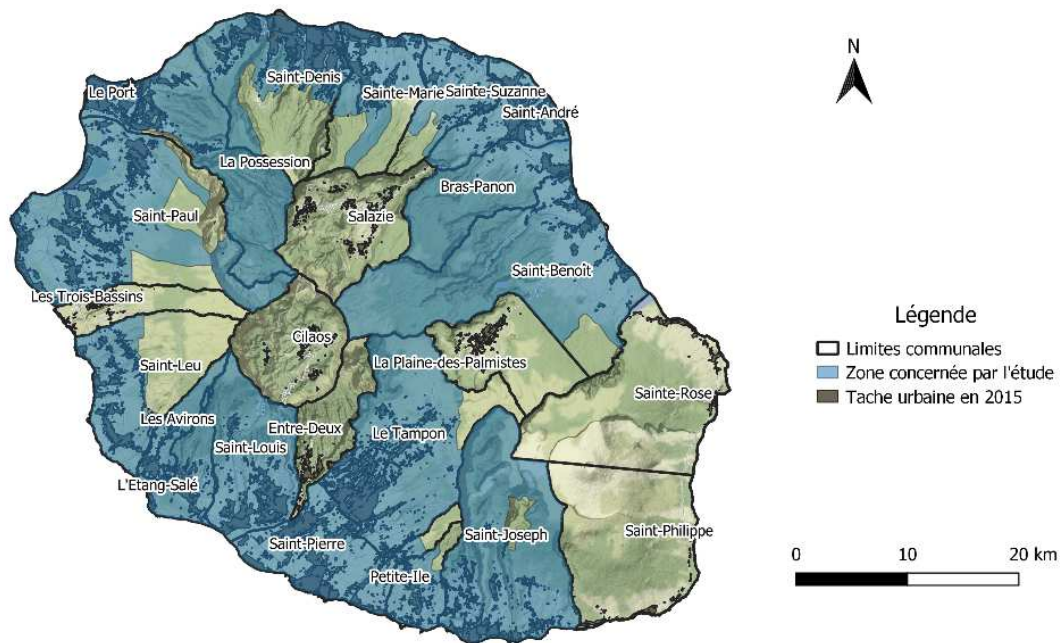 N
Saint-Denis
Sainte-Marie
Sainte-Suzanne
Le Port
Saint-André
La Possession
Bras-Panon
Saint-Paul
Salazie
Saint-Benoît
Les Trois-Bassins
Cilaos
Saint-Leu
La Plaine-des-Palmistes
Sainte-Rose
Les Avirons
Entre-Deux
Le Tampon
Saint-Louis
L'Etang-Salé
Saint-Pierre
Saint-Joseph
Saint-Philippe
Petite-Ile
Légende
Limites communales
Zone concernée par l'étude
Tache urbaine en 2015
0 10 20 km